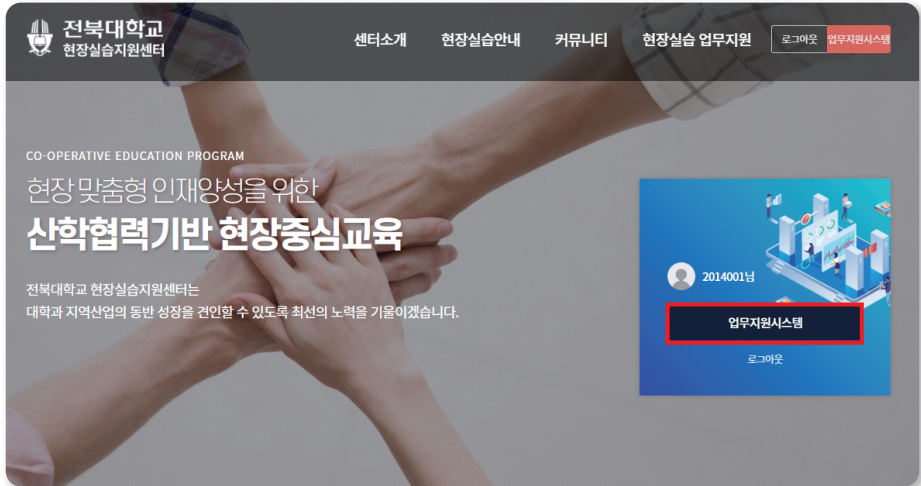 전북대학교
현장실습지원센터
센터소개 현장실습안내 커뮤니티 현장실습 업무지원 로그아웃 업무지원시스템
CO-OPERATIVE EDUCATION PROGRAM
현장 맞춤형 인재양성을 위한
산학협력기반 현장중심교육
전북대학교 현장실습지원센터는
대학과 지역산업의 동반 성장을 견인할 수 있도록 최선의 노력을 기울이겠습니다.
2014001님
업무지원시스템
로그아웃